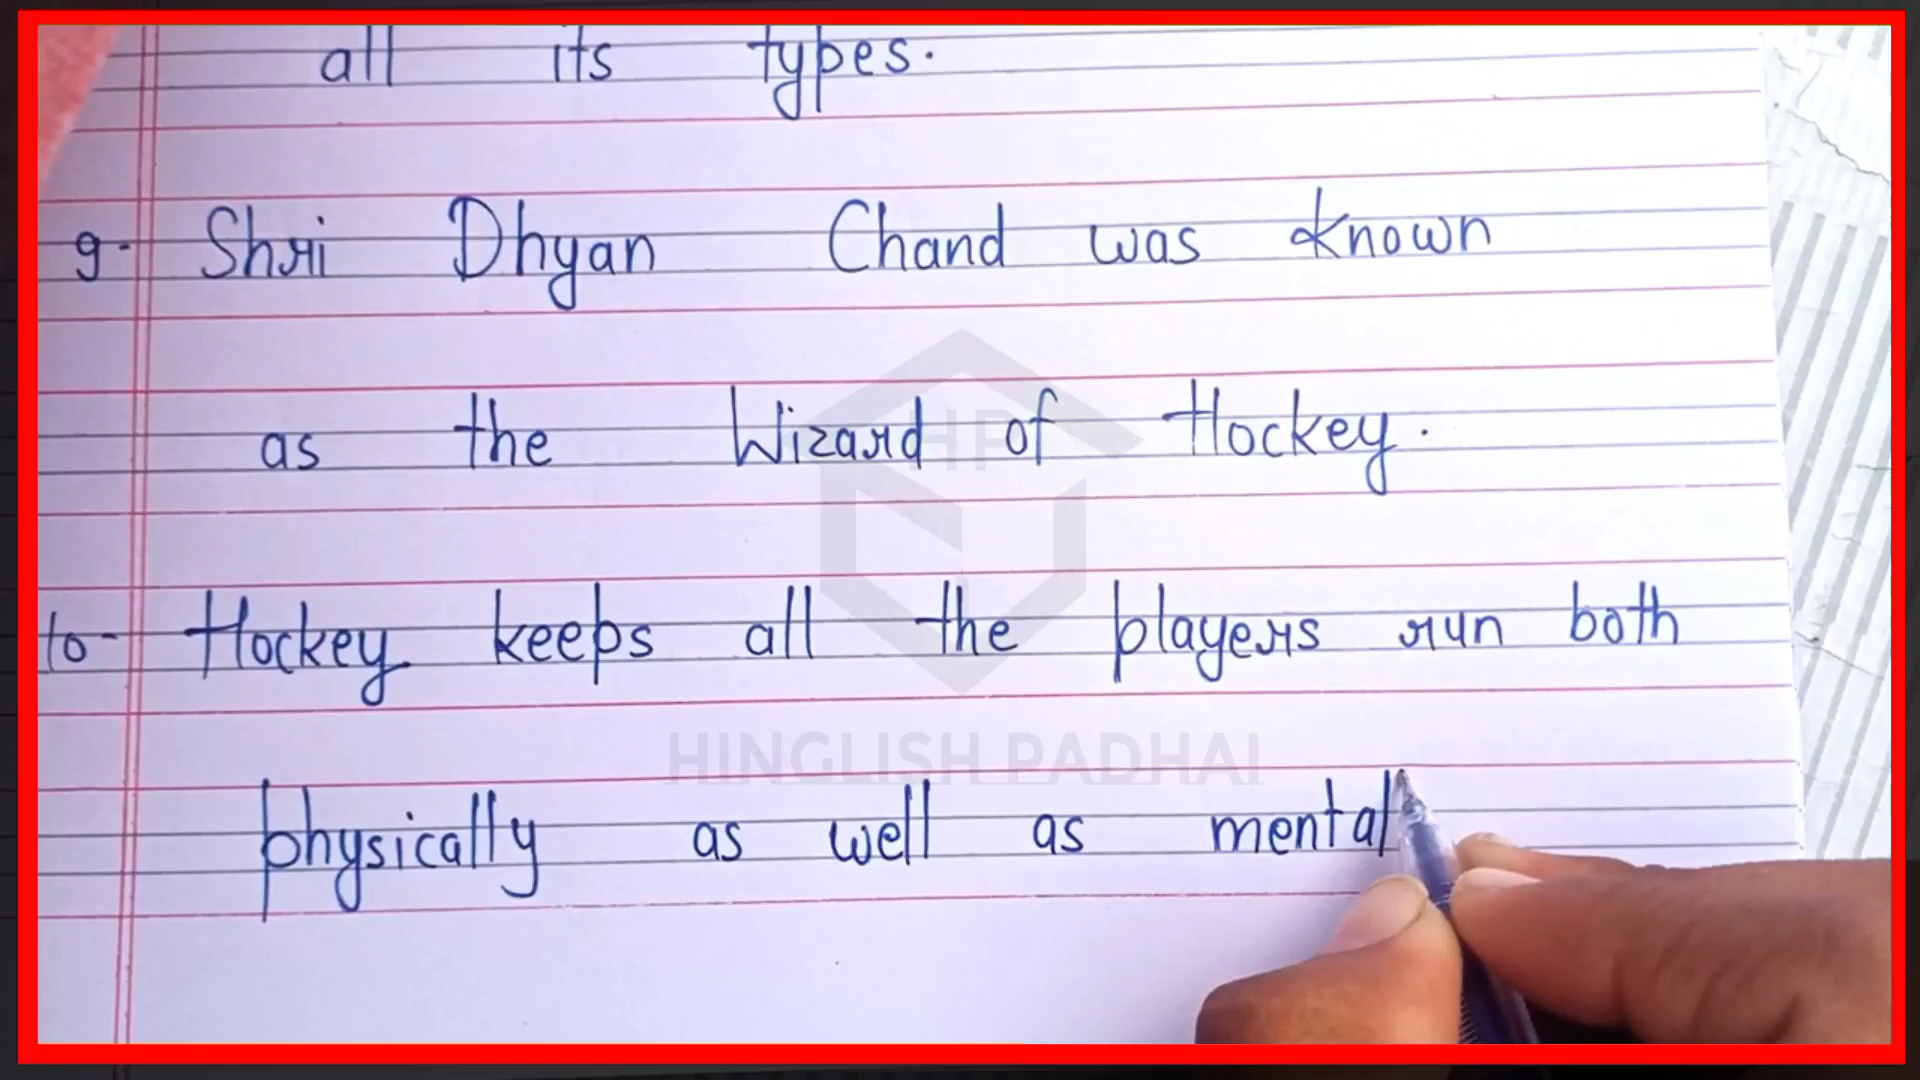 all its types.
9- Shri Dhyan Chand was known
as the Wizard of Hockey.
HP
10- Hockey keeps all the players run both
HINGLISH PADHAI
physically as well as mental